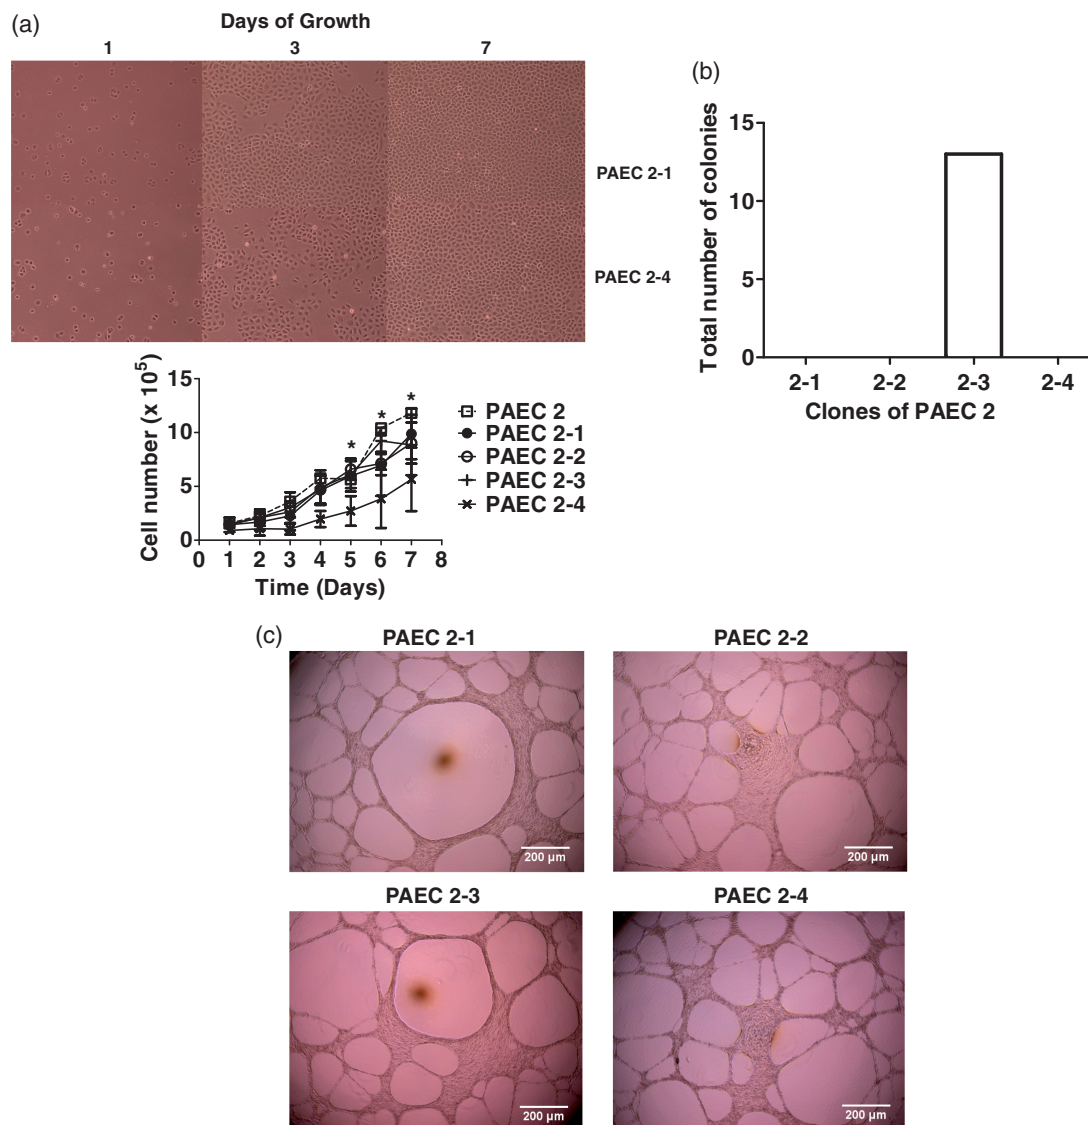 (a)
Days of Growth
1 3 7
PAEC 2-1
PAEC 2-4
Cell number (x 10⁵)
15
10
5
0
0 1 2 3 4 5 6 7 8
Time (Days)
* * *
PAEC 2
PAEC 2-1
PAEC 2-2
PAEC 2-3
PAEC 2-4
(b)
Total number of colonies
15
10
5
0
2-1 2-2 2-3 2-4
Clones of PAEC 2
(c)
PAEC 2-1 PAEC 2-2
200 µm 200 µm
PAEC 2-3 PAEC 2-4
200 µm 200 µm